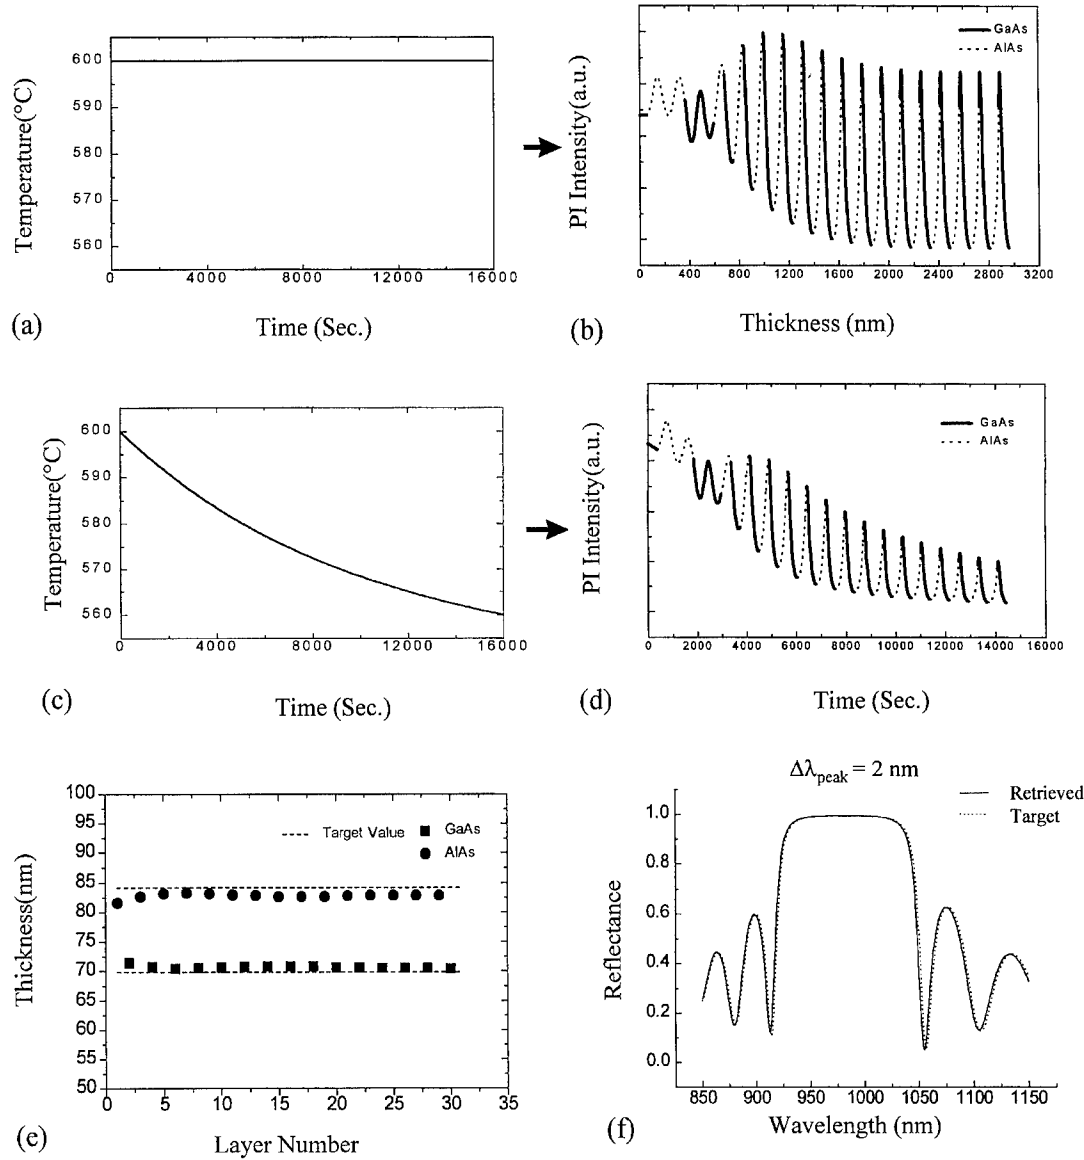 Temperature(°C)
600
590
580
570
560
0 4000 8000 12000 16000
(a)
Time (Sec.)
PI Intensity(a.u.)
GaAs
AlAs
0 400 800 1200 1600 2000 2400 2800 3200
(b)
Thickness (nm)
Temperature(°C)
600
590
580
570
560
0 4000 8000 12000 16000
(c)
Time (Sec.)
PI Intensity(a.u.)
GaAs
AlAs
0 2000 4000 6000 8000 10000 12000 14000 16000
(d)
Time (Sec.)
Thickness(nm)
100
95
90
85
80
75
70
65
60
55
50
Target Value
GaAs
AlAs
0 5 10 15 20 25 30 35
(e)
Layer Number
Δλpeak = 2 nm
Retrieved
Target
Reflectance
1.0
0.8
0.6
0.4
0.2
0.0
850 900 950 1000 1050 1100 1150
Wavelength (nm)
(f)